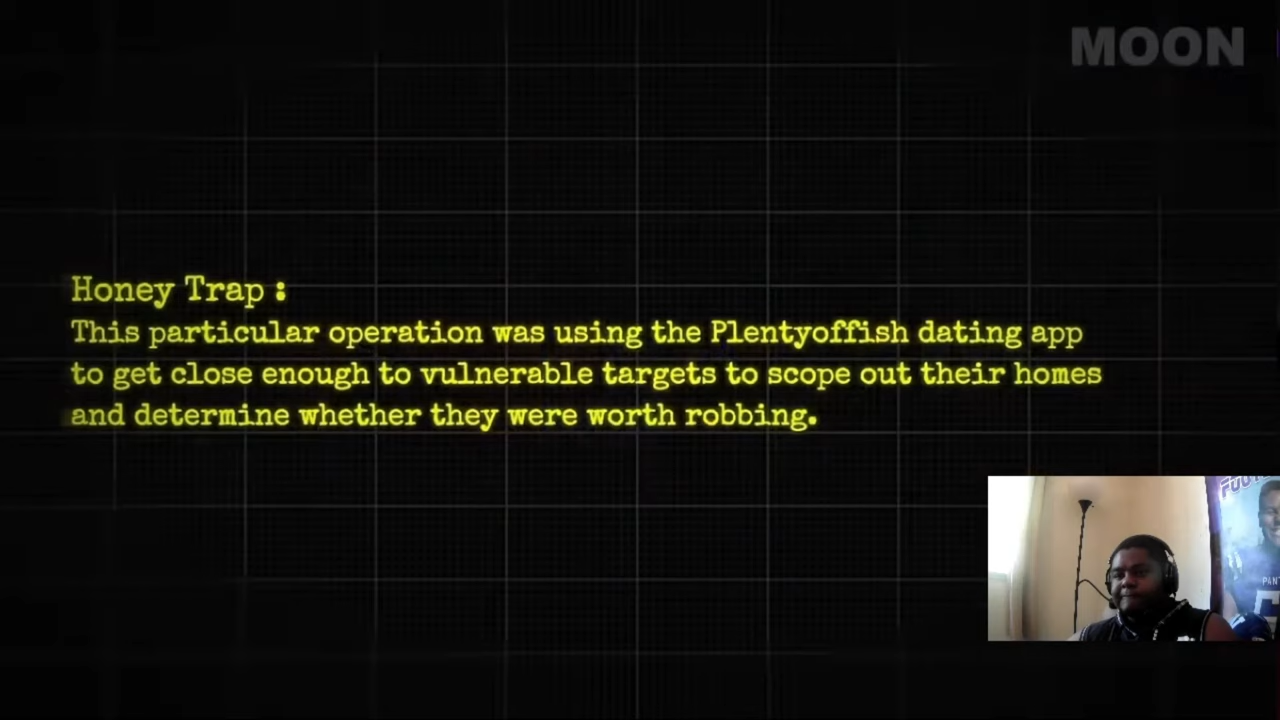 MOON
Honey Trap :
This particular operation was using the Plentyoffish dating app
to get close enough to vulnerable targets to scope out their homes
and determine whether they were worth robbing.